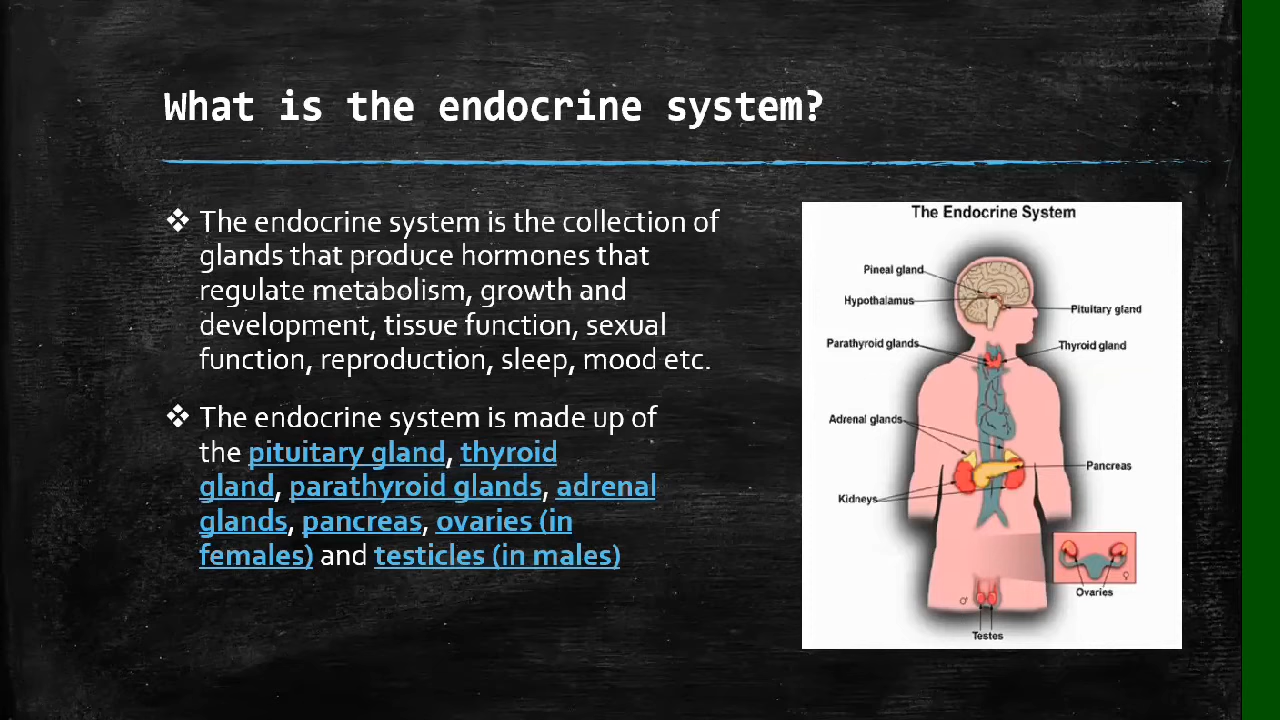 What is the endocrine system?
❖ The endocrine system is the collection of
glands that produce hormones that
regulate metabolism, growth and
development, tissue function, sexual
function, reproduction, sleep, mood etc.
❖ The endocrine system is made up of
the pituitary gland, thyroid
gland, parathyroid glands, adrenal
glands, pancreas, ovaries (in
females) and testicles (in males)
The Endocrine System
Pineal gland
Hypothalamus
Pituitary gland
Parathyroid glands
Thyroid gland
Adrenal glands
Pancreas
Kidneys
♀
Ovaries
♂
Testes